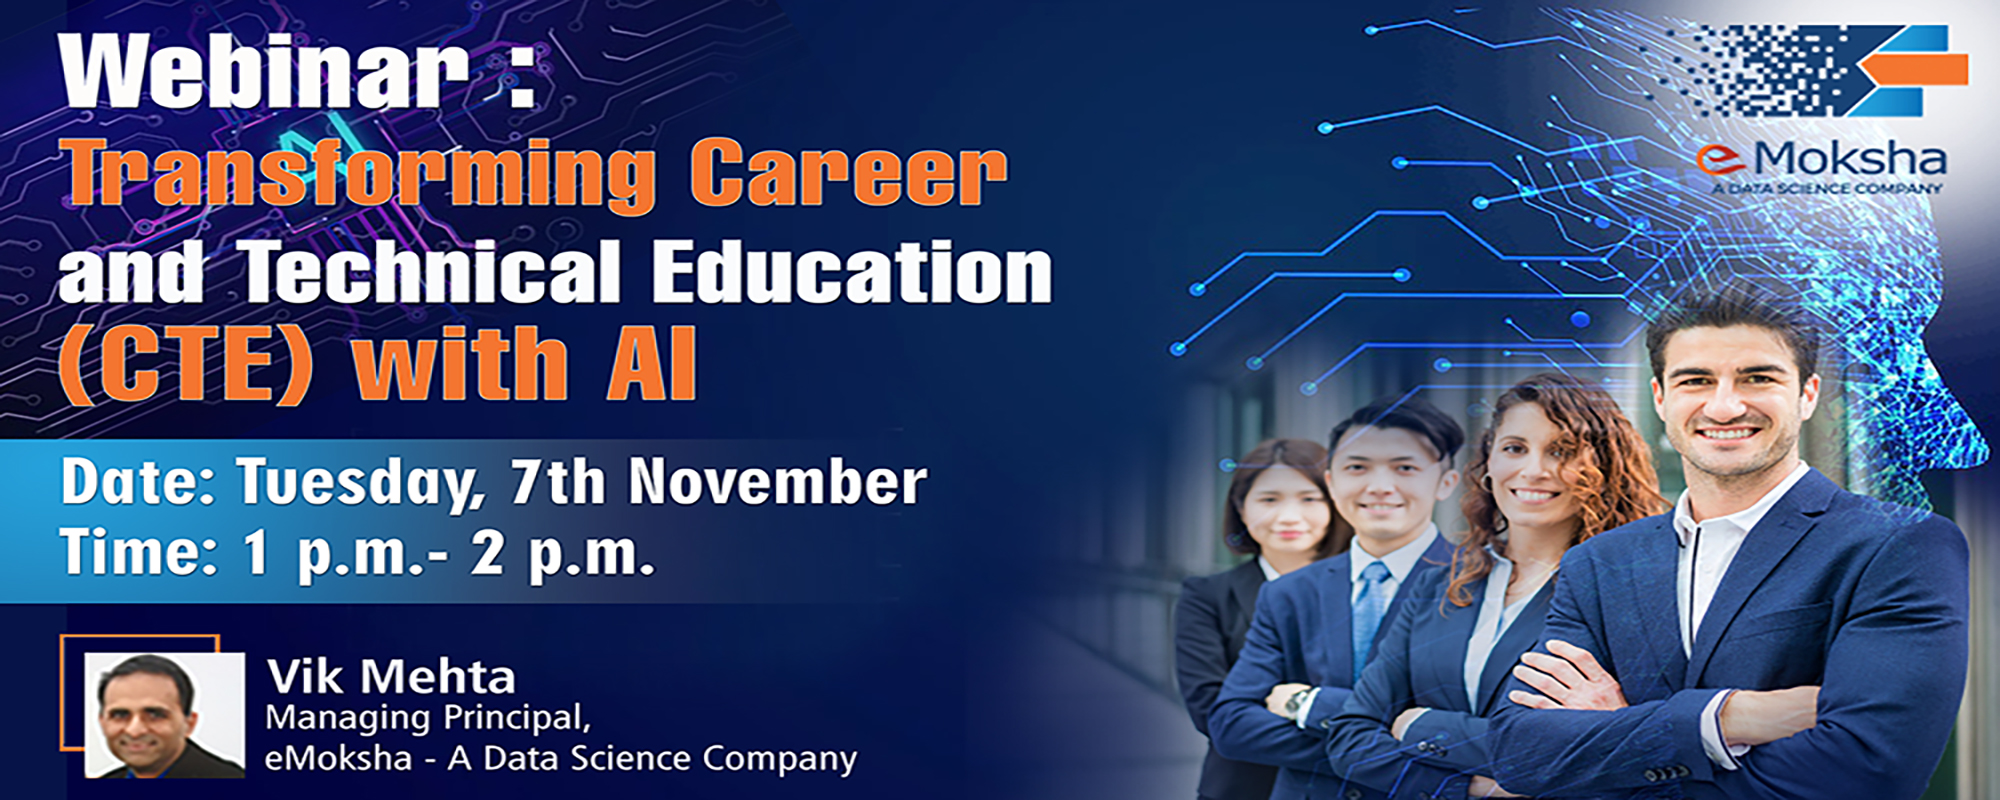 Webinar :
Transforming Career
and Technical Education
(CTE) with AI
Date: Tuesday, 7th November
Time: 1 p.m.- 2 p.m.
Vik Mehta
Managing Principal,
eMoksha - A Data Science Company
AI
eMoksha
A DATA SCIENCE COMPANY